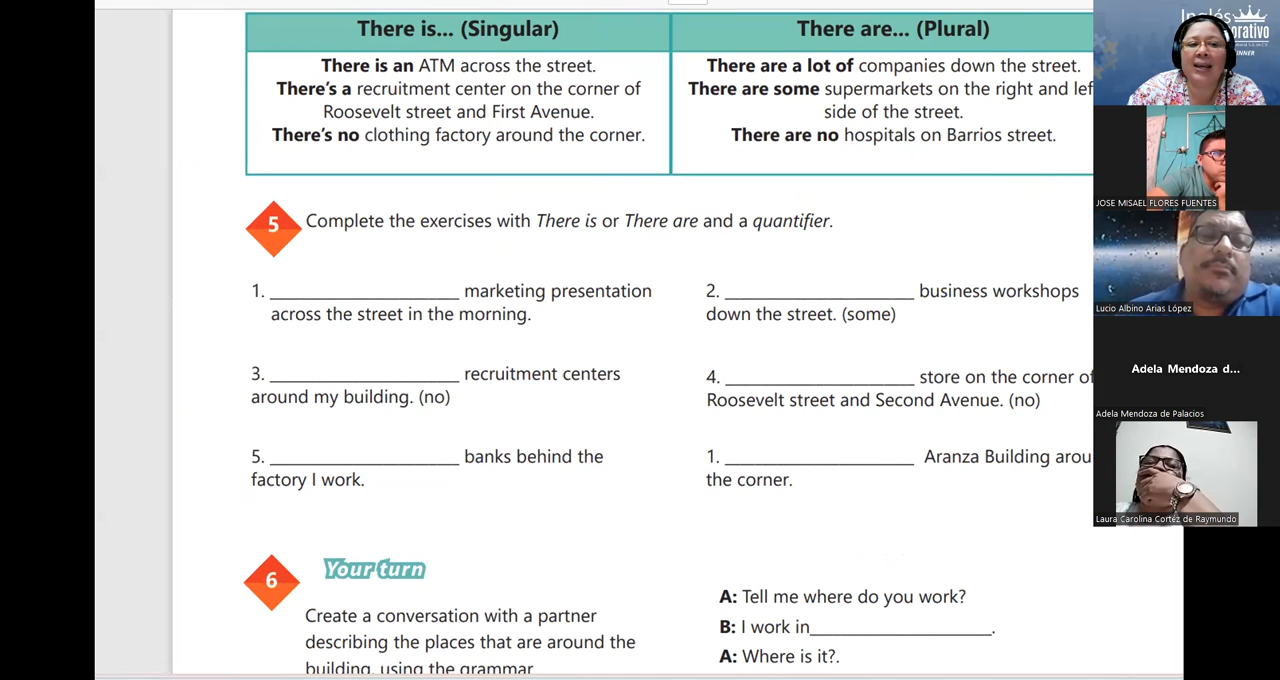 There is... (Singular)
There are... (Plural)
There is an ATM across the street.
There's a recruitment center on the corner of
Roosevelt street and First Avenue.
There's no clothing factory around the corner.
There are a lot of companies down the street.
There are some supermarkets on the right and lef
side of the street.
There are no hospitals on Barrios street.
5 Complete the exercises with There is or There are and a quantifier.
1. ____________________ marketing presentation
across the street in the morning.
2. ____________________ business workshops
down the street. (some)
3. ____________________ recruitment centers
around my building. (no)
4. ____________________ store on the corner of
Roosevelt street and Second Avenue. (no)
5. ____________________ banks behind the
factory I work.
1. ____________________ Aranza Building arou
the corner.
6 Your turn
Create a conversation with a partner
describing the places that are around the
building, using the grammar
A: Tell me where do you work?
B: I work in____________________.
A: Where is it?.
Inglés
orativo
INNER
JOSE MISAEL FLORES FUENTES
Lucio Albino Arias López
Adela Mendoza d...
Adela Mendoza de Palacios
Laura Carolina Cortéz de Raymundo